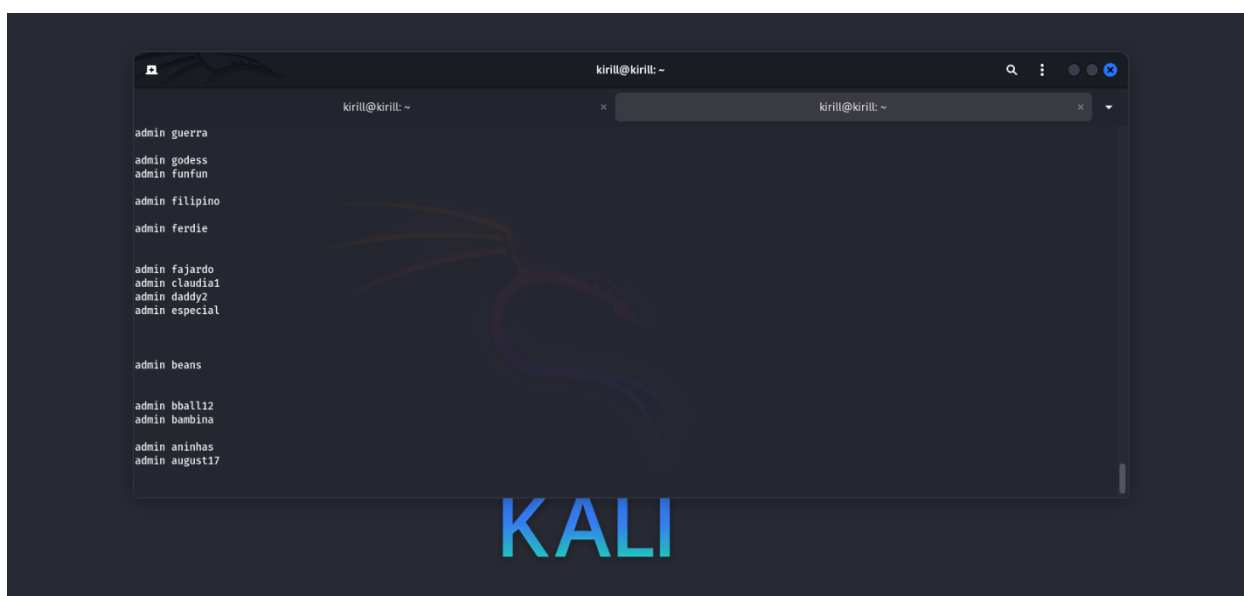 kirill@kirill: ~
kirill@kirill: ~
kirill@kirill: ~
admin guerra
admin godess
admin funfun
admin filipino
admin ferdie
admin fajardo
admin claudia1
admin daddy2
admin especial
admin beans
admin bball12
admin bambina
admin aninhas
admin august17
KALI